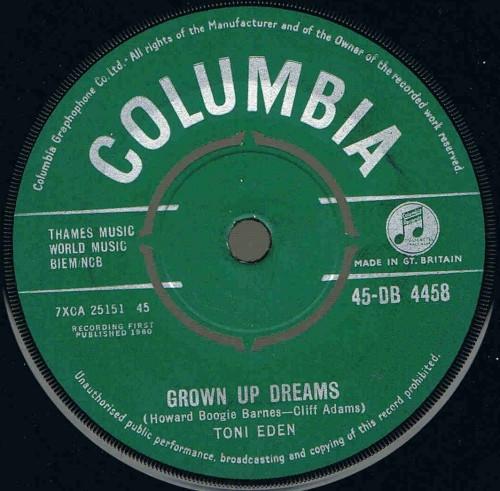 Columbia Graphophone Co. Ltd.-All rights of the Manufacturer and of the Owner of the recorded work reserved.
COLUMBIA
THAMES MUSIC
WORLD MUSIC
BIEM/NCB
MADE IN GT. BRITAIN
7XCA 25151 45
45-DB 4458
RECORDING FIRST
PUBLISHED 1960
GROWN UP DREAMS
(Howard Boogie Barnes—Cliff Adams)
TONI EDEN
Unauthorised public performance, broadcasting and copying of this record prohibited.